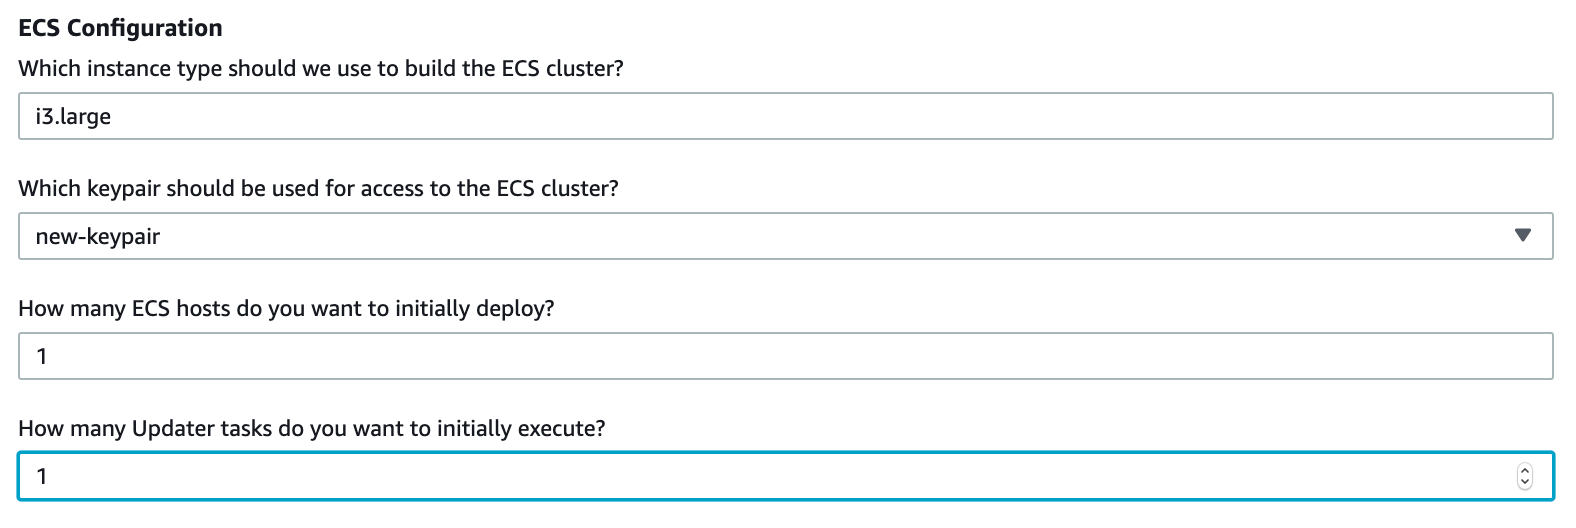 ECS Configuration
Which instance type should we use to build the ECS cluster?
i3.large
Which keypair should be used for access to the ECS cluster?
new-keypair
How many ECS hosts do you want to initially deploy?
1
How many Updater tasks do you want to initially execute?
1